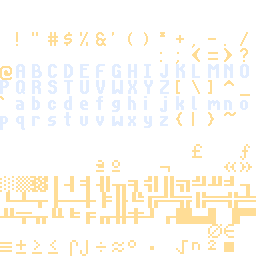 ! " # $ % & ' ( ) * + , - . /
: ; < = > ?
@ A B C D E F G H I J K L M N O
P Q R S T U V W X Y Z [ \ ] ^ _
` a b c d e f g h i j k l m n o
p q r s t u v w x y z { | } ~
£ ƒ
ª º ¬ « »
░▒▓│┤╡╢╖╕╣║╗╝╜╛┐
└┴┬├─┼╞╟╚╔╩╦╠═╬╧
╨╤╥╙╘╒╓╫╪┘┌█▄▌▐▀
∅ ∈
≡ ± ≥ ≤ ⌠ ⌡ ÷ ≈ ° · √ ⁿ ² ■